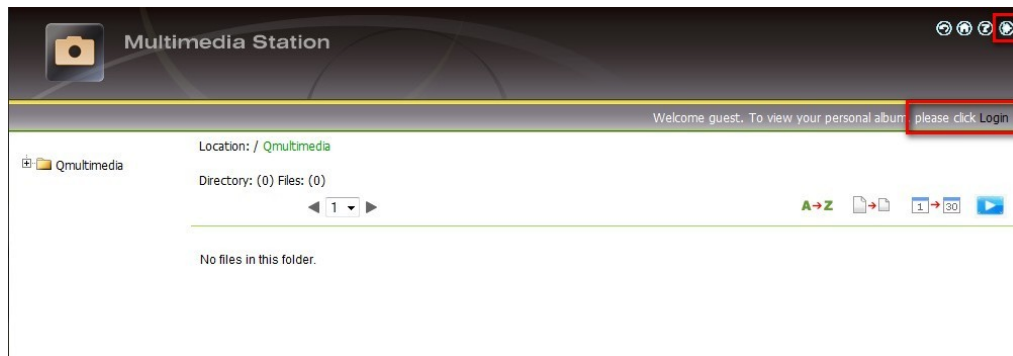 Multimedia Station
Welcome guest. To view your personal album, please click Login
Qmultimedia
Location: / Qmultimedia
Directory: (0) Files: (0)
1
A→Z
1→30
No files in this folder.